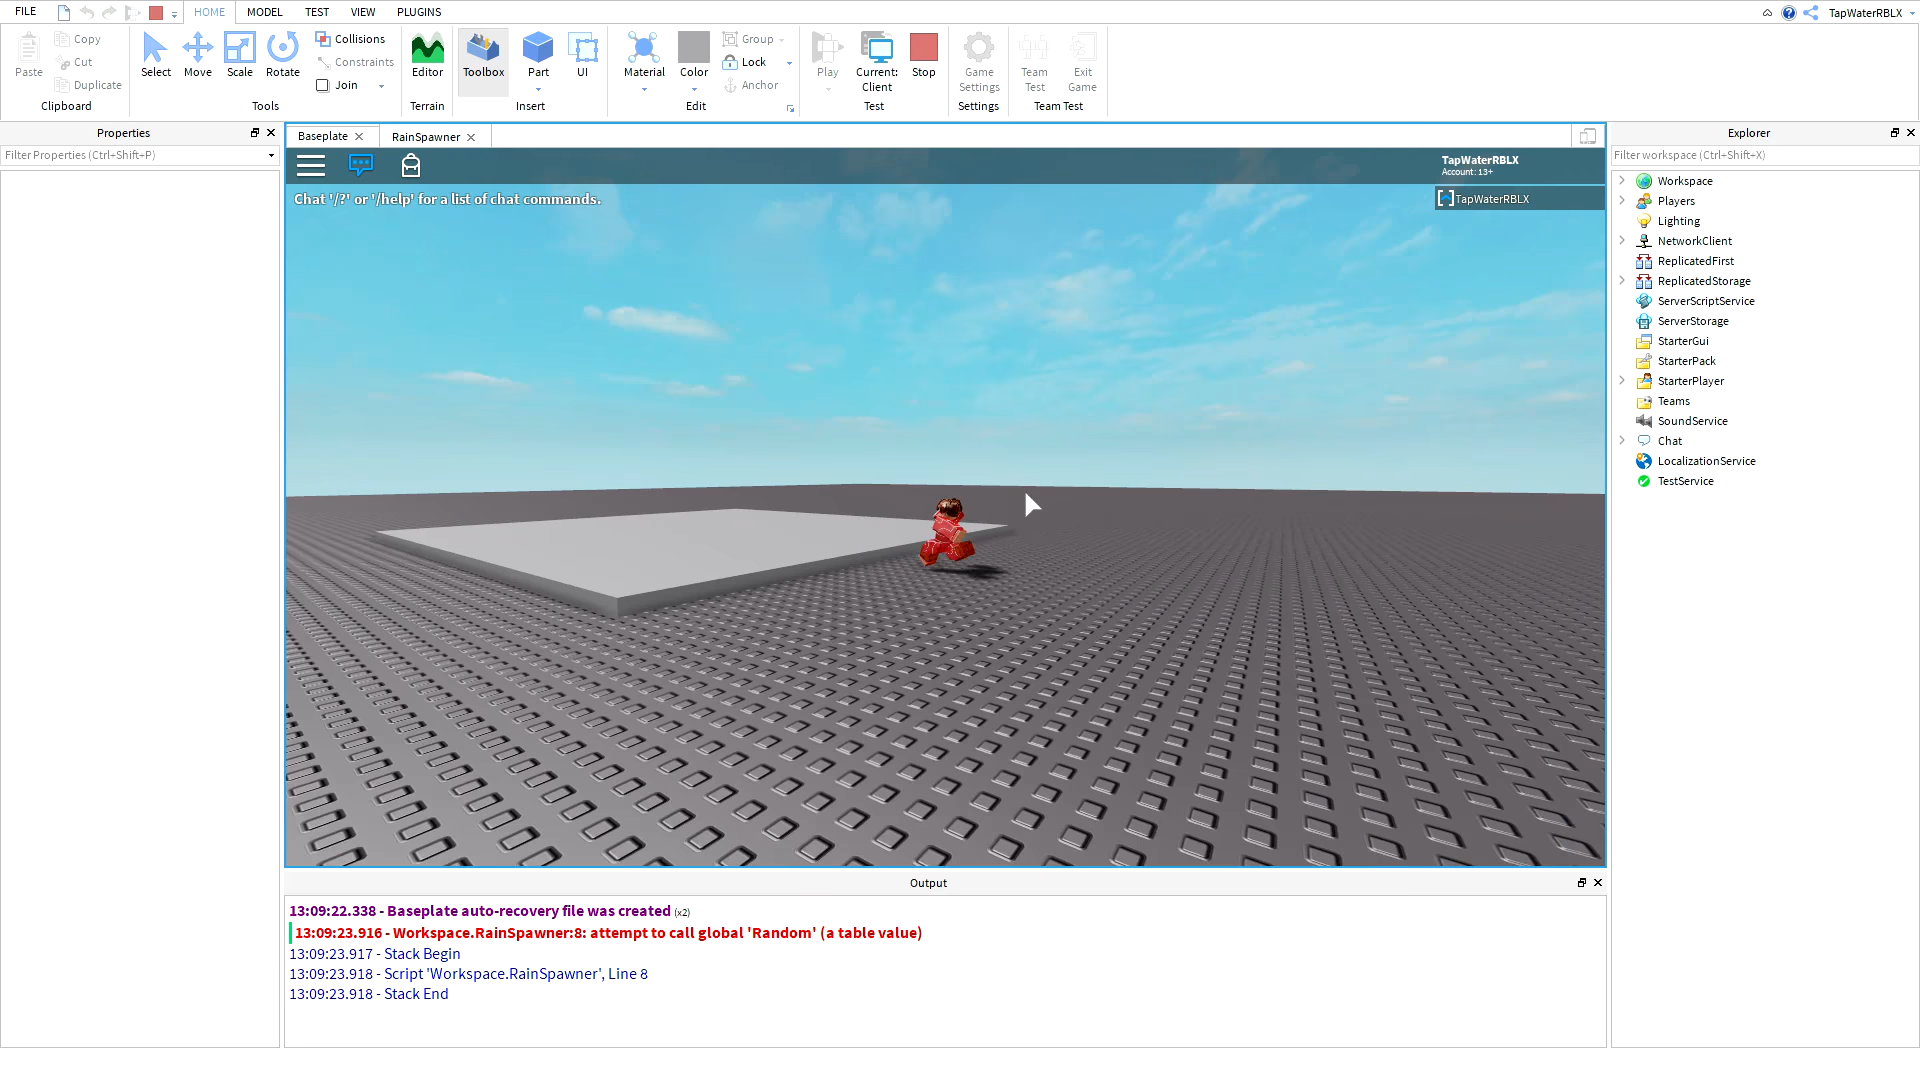 FILE
HOME
MODEL
TEST
VIEW
PLUGINS
TapWaterRBLX
Paste
Copy
Cut
Duplicate
Clipboard
Select
Move
Scale
Rotate
Collisions
Constraints
Join
Tools
Editor
Terrain
Toolbox
Part
UI
Insert
Material
Color
Group
Lock
Anchor
Edit
Play
Current:
Client
Stop
Test
Game
Settings
Settings
Team
Test
Exit
Game
Team Test
Properties
Filter Properties (Ctrl+Shift+P)
Baseplate
RainSpawner
TapWaterRBLX
Account: 13+
Chat '/?' or '/help' for a list of chat commands.
TapWaterRBLX
Explorer
Filter workspace (Ctrl+Shift+X)
Workspace
Players
Lighting
NetworkClient
ReplicatedFirst
ReplicatedStorage
ServerScriptService
ServerStorage
StarterGui
StarterPack
StarterPlayer
Teams
SoundService
Chat
LocalizationService
TestService
Output
13:09:22.338 - Baseplate auto-recovery file was created (x2)
13:09:23.916 - Workspace.RainSpawner:8: attempt to call global 'Random' (a table value)
13:09:23.917 - Stack Begin
13:09:23.918 - Script 'Workspace.RainSpawner', Line 8
13:09:23.918 - Stack End